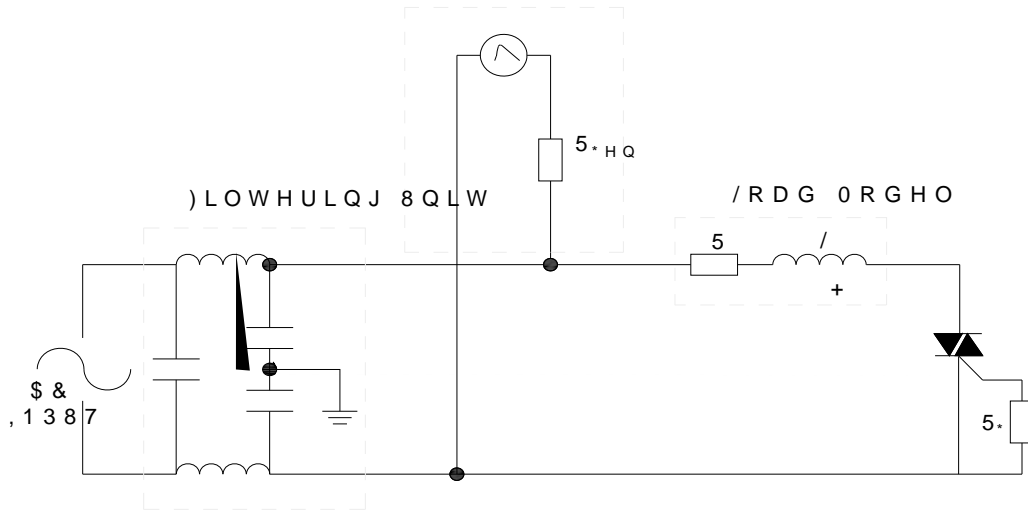 5* HQ
)LOWHULQJ 8QLW
/RDG 0RGHO
5 /
+
$ &
,1387
5*